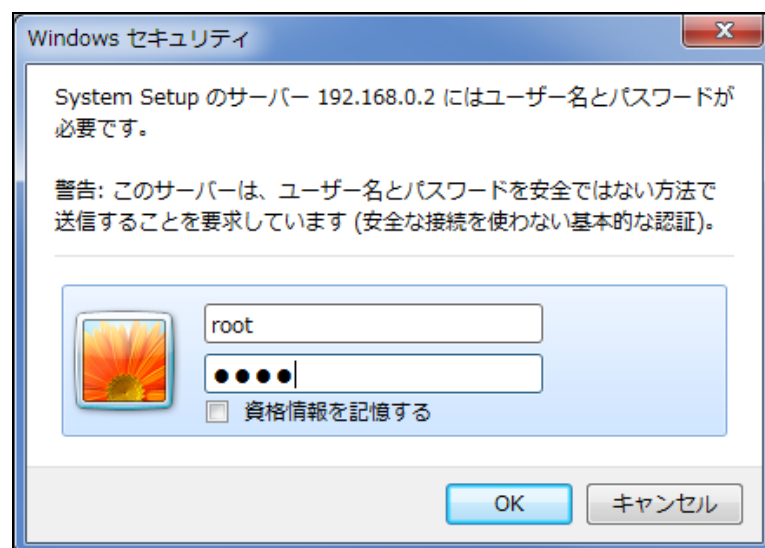 Windows セキュリティ
System Setup のサーバー 192.168.0.2 にはユーザー名とパスワードが
必要です。
警告: このサーバーは、ユーザー名とパスワードを安全ではない方法で
送信することを要求しています (安全な接続を使わない基本的な認証)。
root
●●●●
資格情報を記憶する
OK
キャンセル